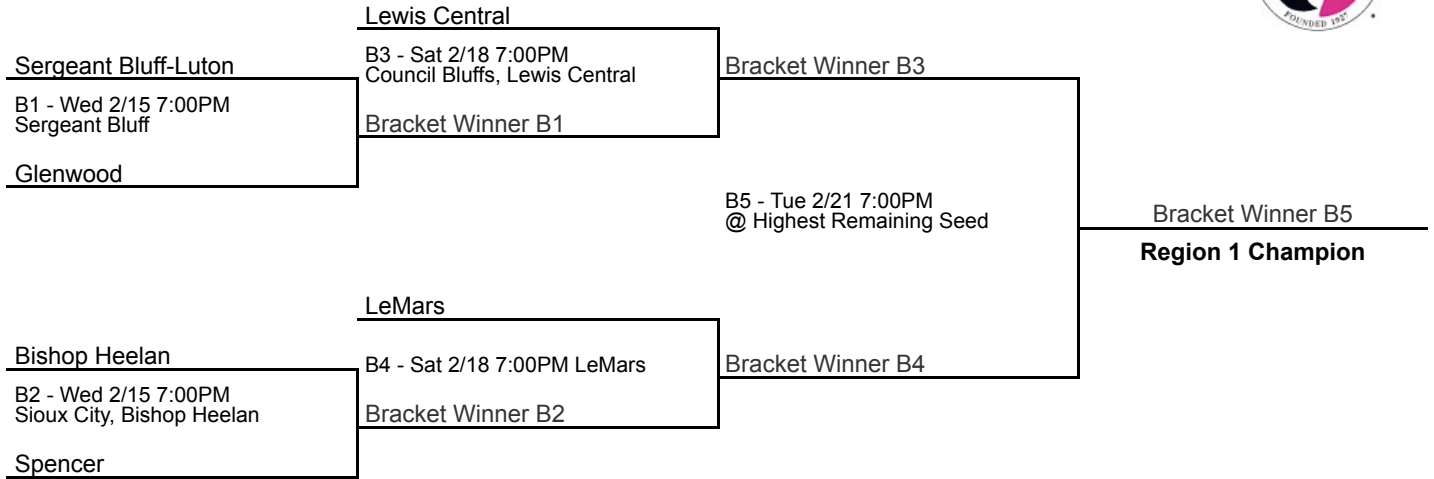 Lewis Central
FOUNDED 1927
Sergeant Bluff-Luton
B3 - Sat 2/18 7:00PM
Council Bluffs, Lewis Central
Bracket Winner B3
B1 - Wed 2/15 7:00PM
Sergeant Bluff
Bracket Winner B1
Glenwood
B5 - Tue 2/21 7:00PM
@ Highest Remaining Seed
Bracket Winner B5
Region 1 Champion
LeMars
Bishop Heelan
B4 - Sat 2/18 7:00PM LeMars
Bracket Winner B4
B2 - Wed 2/15 7:00PM
Sioux City, Bishop Heelan
Bracket Winner B2
Spencer